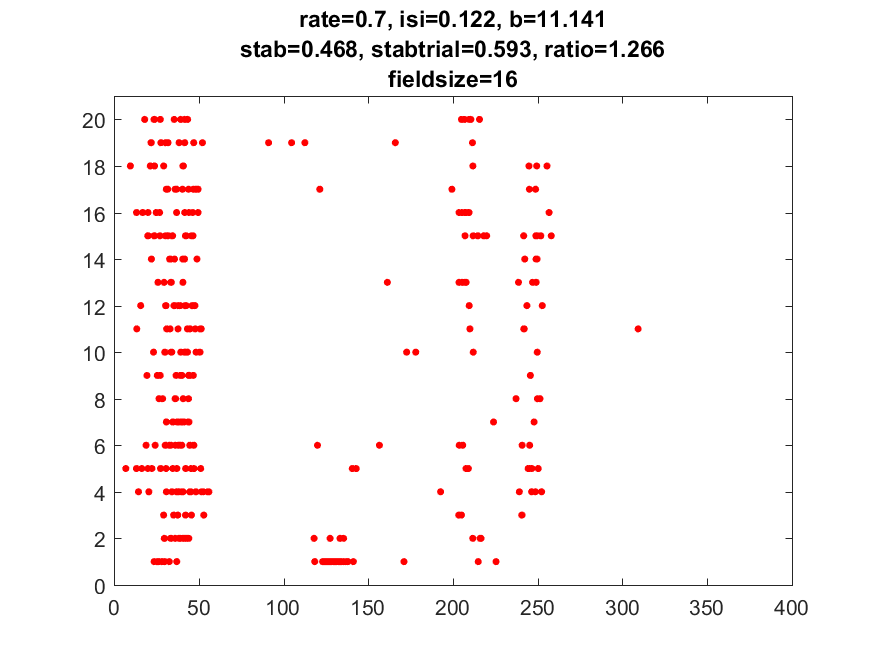 rate=0.7, isi=0.122, b=11.141
stab=0.468, stabtrial=0.593, ratio=1.266
fieldsize=16
20
18
16
14
12
10
8
6
4
2
0
0 50 100 150 200 250 300 350 400